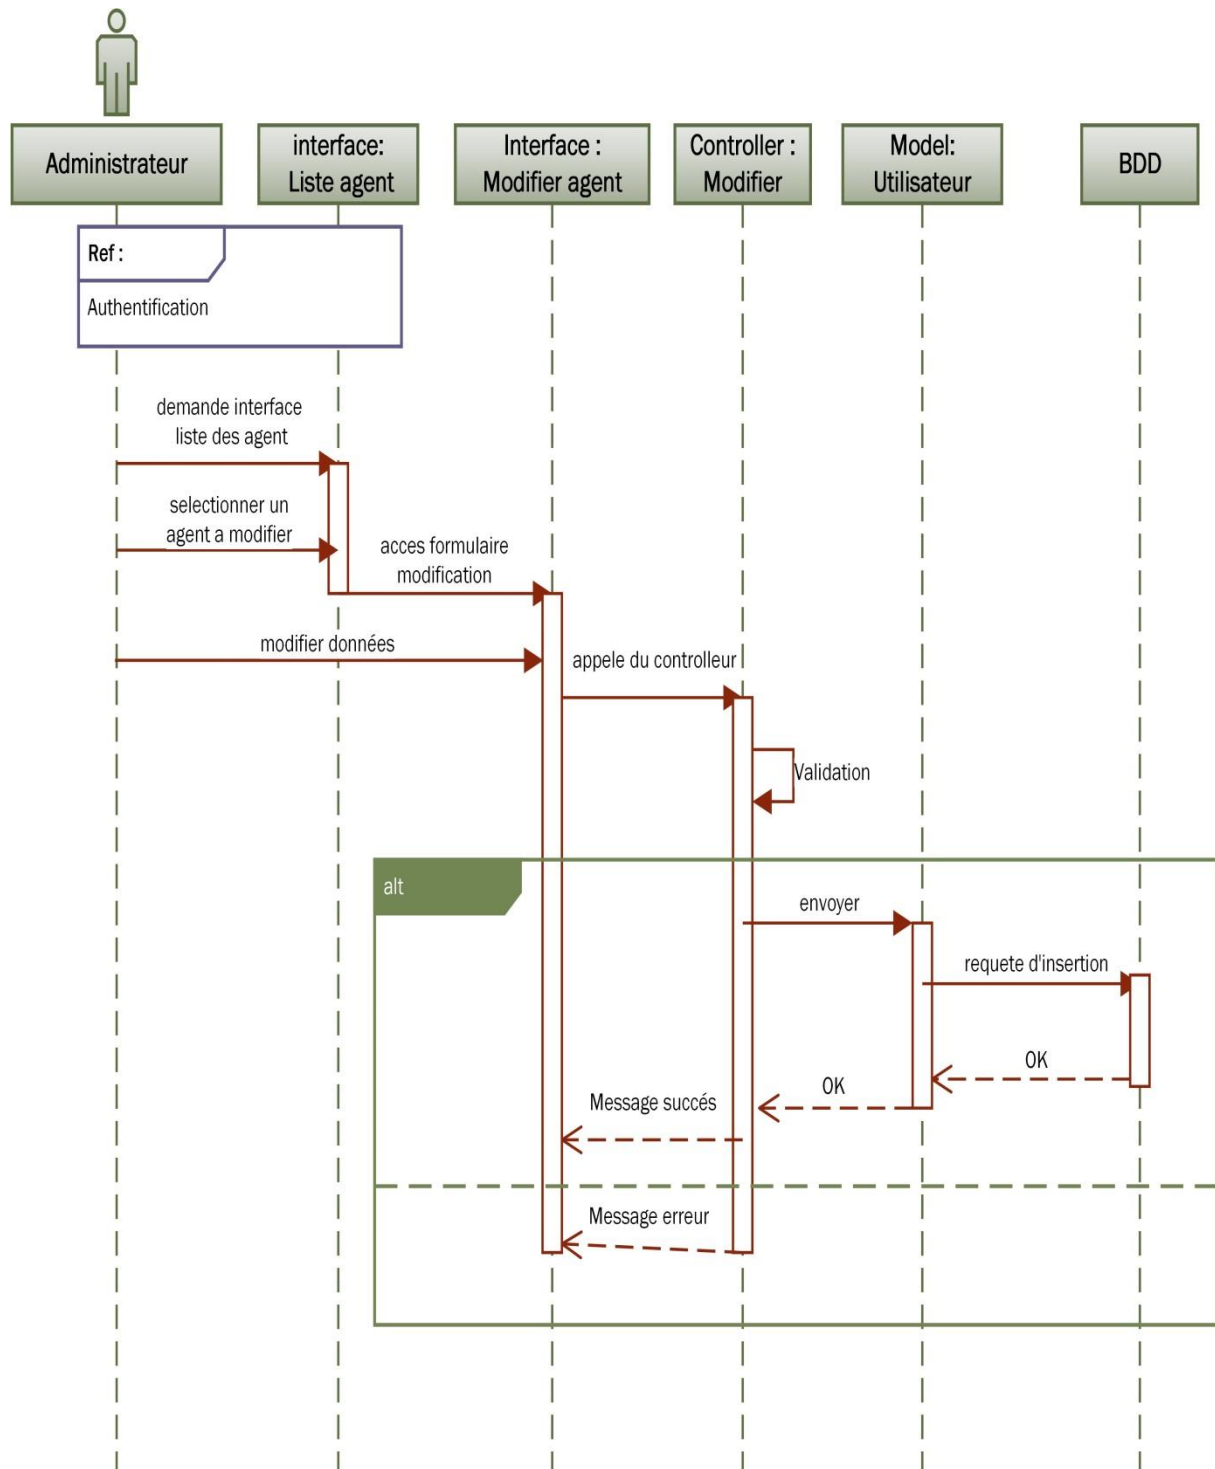 Administrateur
interface:
Liste agent
Interface :
Modifier agent
Controller :
Modifier
Model:
Utilisateur
BDD
Ref :
Authentification
demande interface
liste des agent
selectionner un
agent a modifier
acces formulaire
modification
modifier données
appele du controlleur
Validation
alt
envoyer
requete d'insertion
OK
OK
Message succés
Message erreur